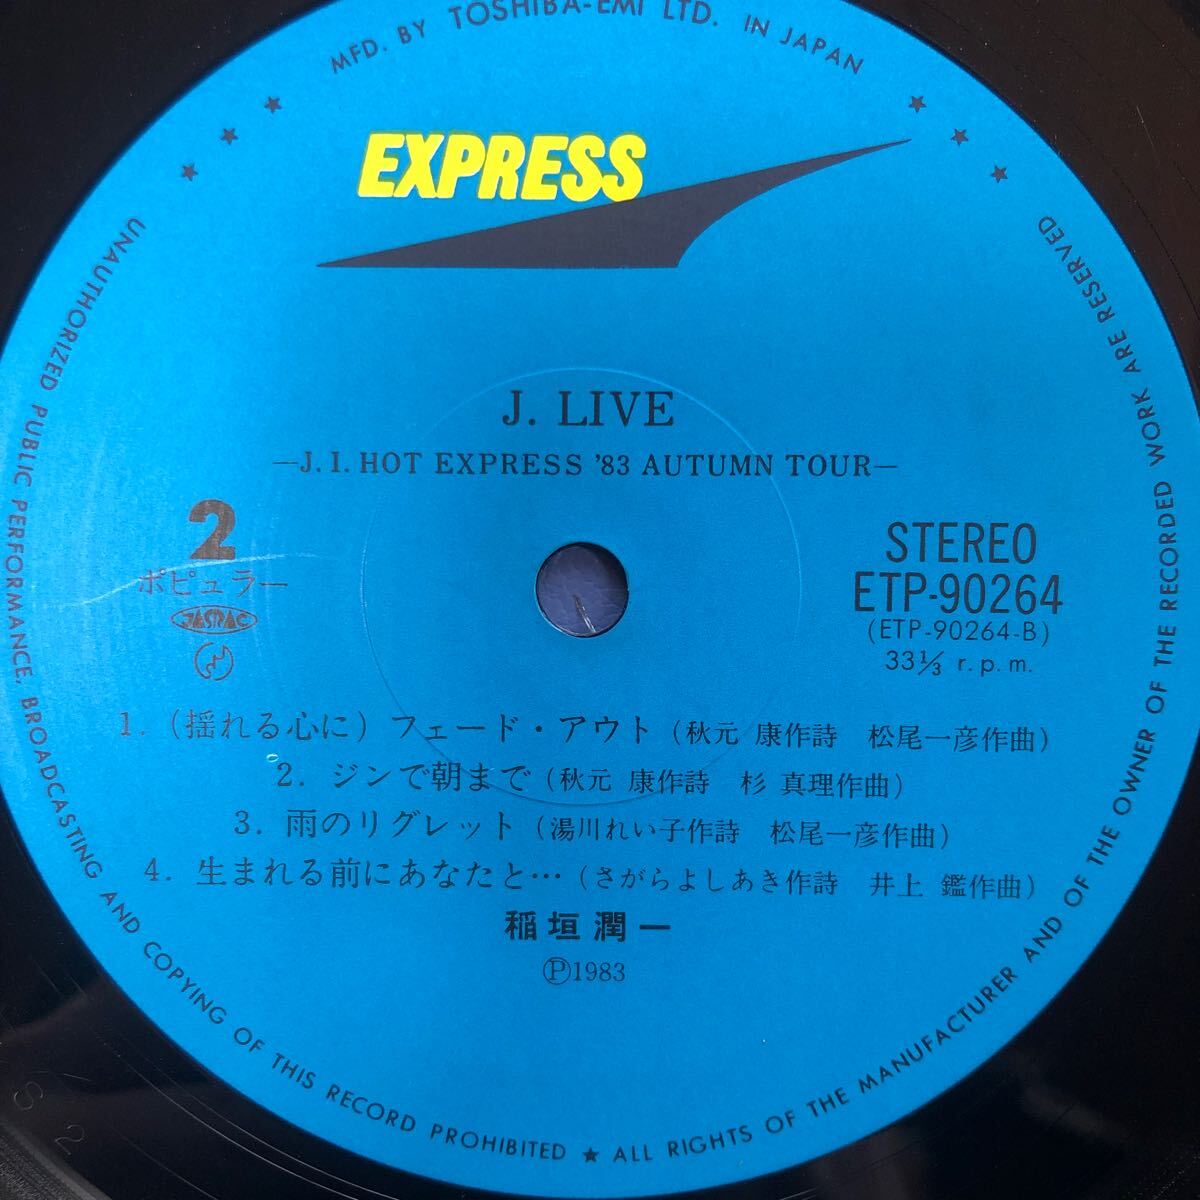 MFD. BY TOSHIBA-EMI LTD. IN JAPAN
EXPRESS
J. LIVE
—J. I. HOT EXPRESS '83 AUTUMN TOUR—
2
ポピュラー
JASRAC
STEREO
ETP-90264
(ETP-90264-B)
33⅓ r.p.m.
1. (揺れる心に) フェード・アウト (秋元 康作詩 松尾一彦作曲)
2. ジンで朝まで (秋元 康作詩 杉 真理作曲)
3. 雨のリグレット (湯川れい子作詩 松尾一彦作曲)
4. 生まれる前にあなたと… (さがらよしあき作詩 井上 鑑作曲)
稲垣潤一
Ⓟ1983
UNAUTHORIZED PUBLIC PERFORMANCE, BROADCASTING AND COPYING OF THIS RECORD PROHIBITED ★ ALL RIGHTS OF THE MANUFACTURER AND OF THE OWNER OF THE RECORDED WORK ARE RESERVED
S 2